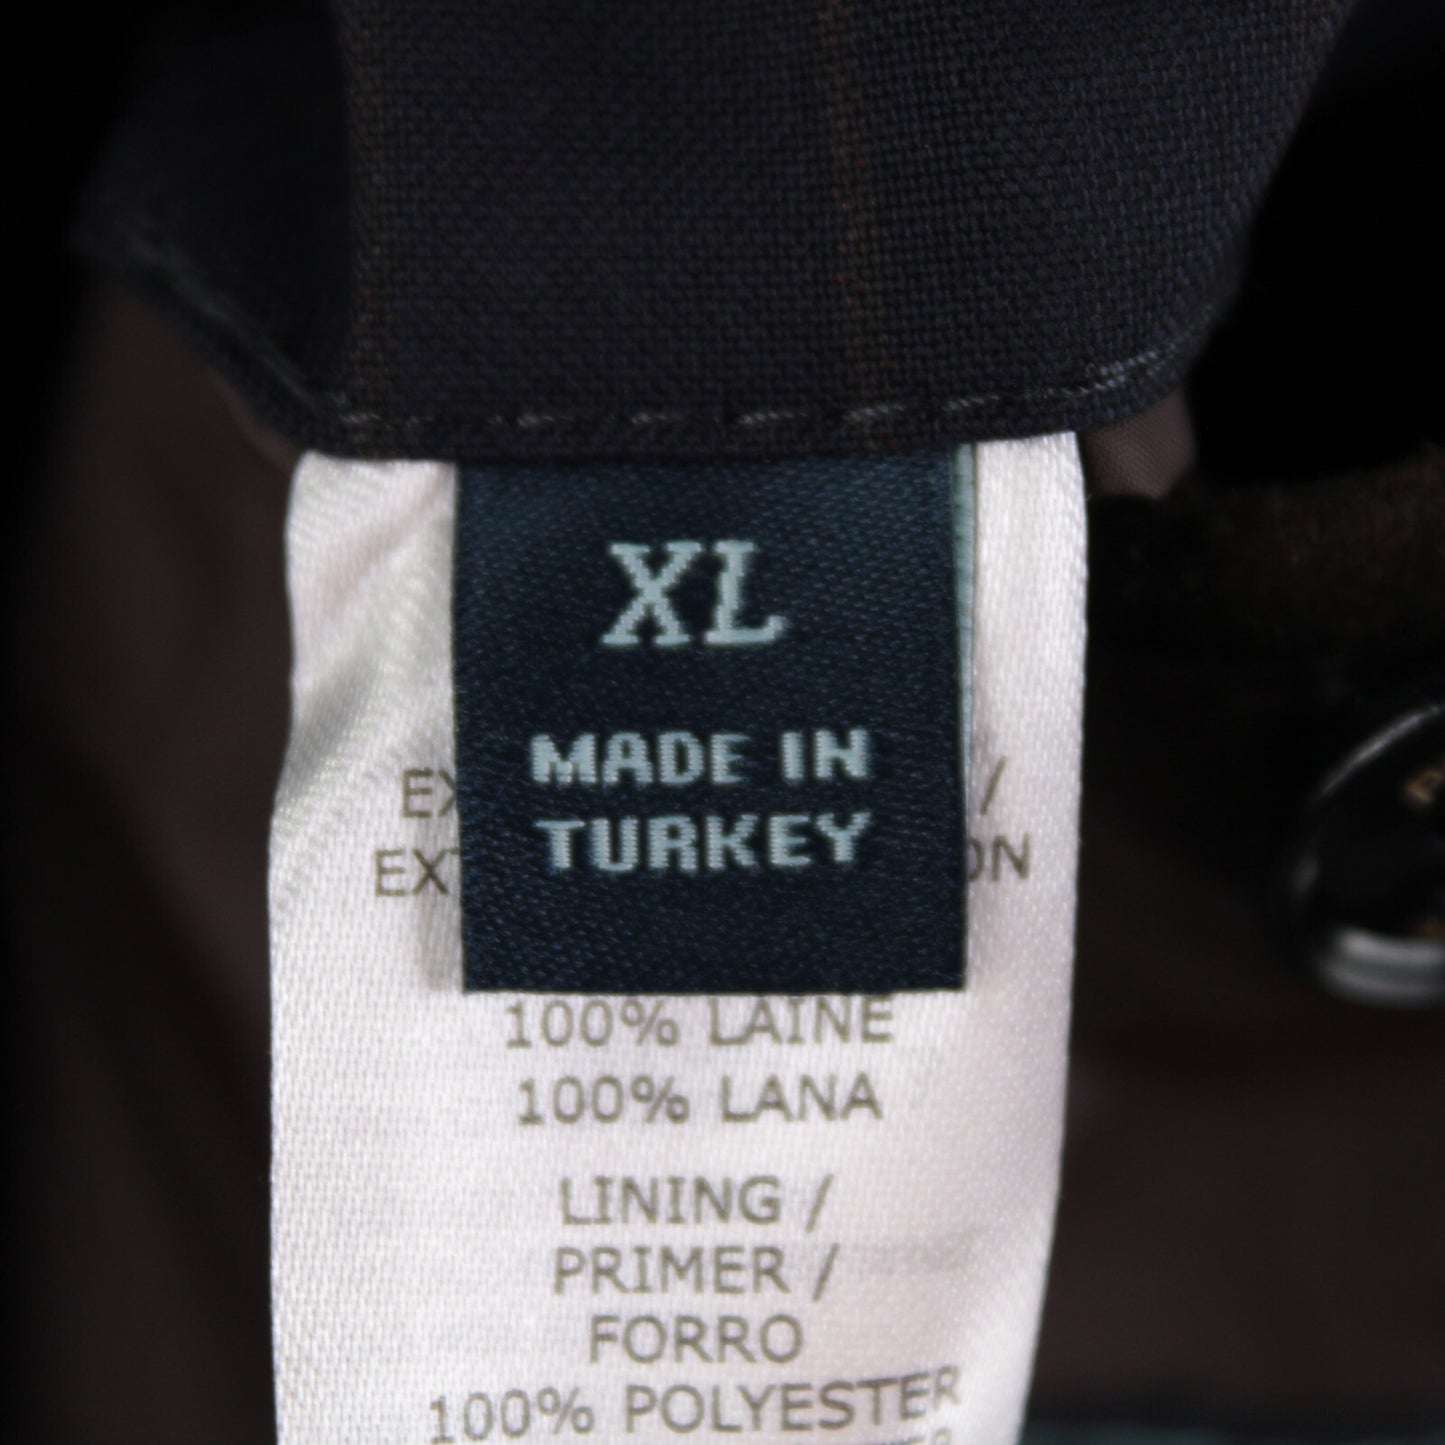 XL
MADE IN
TURKEY
100% LAINE
100% LANA
LINING /
PRIMER /
FORRO
100% POLYESTER